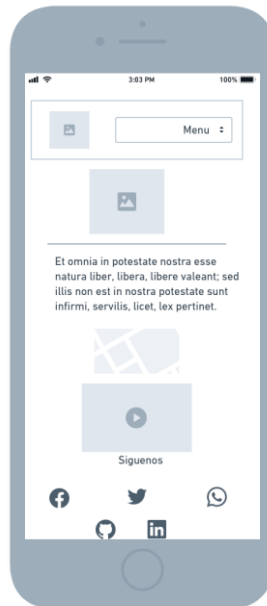 3:03 PM
100%
Menu
Et omnia in potestate nostra esse
natura liber, libera, libere valeant; sed
illis non est in nostra potestate sunt
infirmi, servilis, licet, lex pertinet.
Siguenos